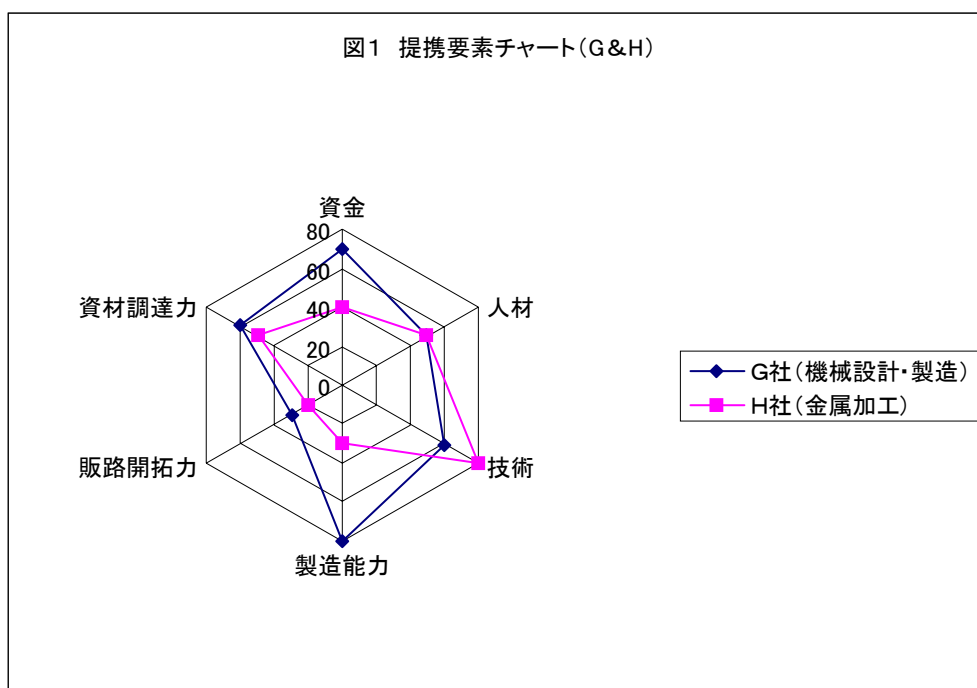 図1 提携要素チャート(G&H)
資金
80
60
40
20
0
資材調達力
人材
販路開拓力
技術
製造能力
G社(機械設計・製造)
H社(金属加工)